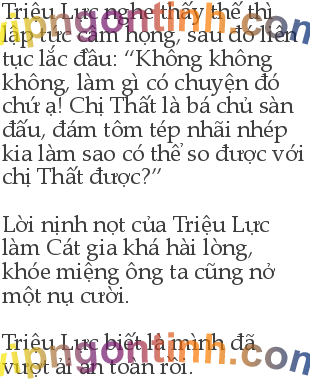 Triệu Lực nghe thấy thế thì
lập tức câm họng, sau đó liên
tục lắc đầu: “Không không
không, làm gì có chuyện đó
chứ ạ! Chị Thất là bá chủ sàn
đấu, đám tôm tép nhãi nhép
kia làm sao có thể so được với
chị Thất được?”
Lời nịnh nọt của Triệu Lực
làm Cát gia khá hài lòng,
khóe miệng ông ta cũng nở
một nụ cười.
Triệu Lực biết là mình đã
vượt ải an toàn rồi.
vipngontinh.com
vipngontinh.com